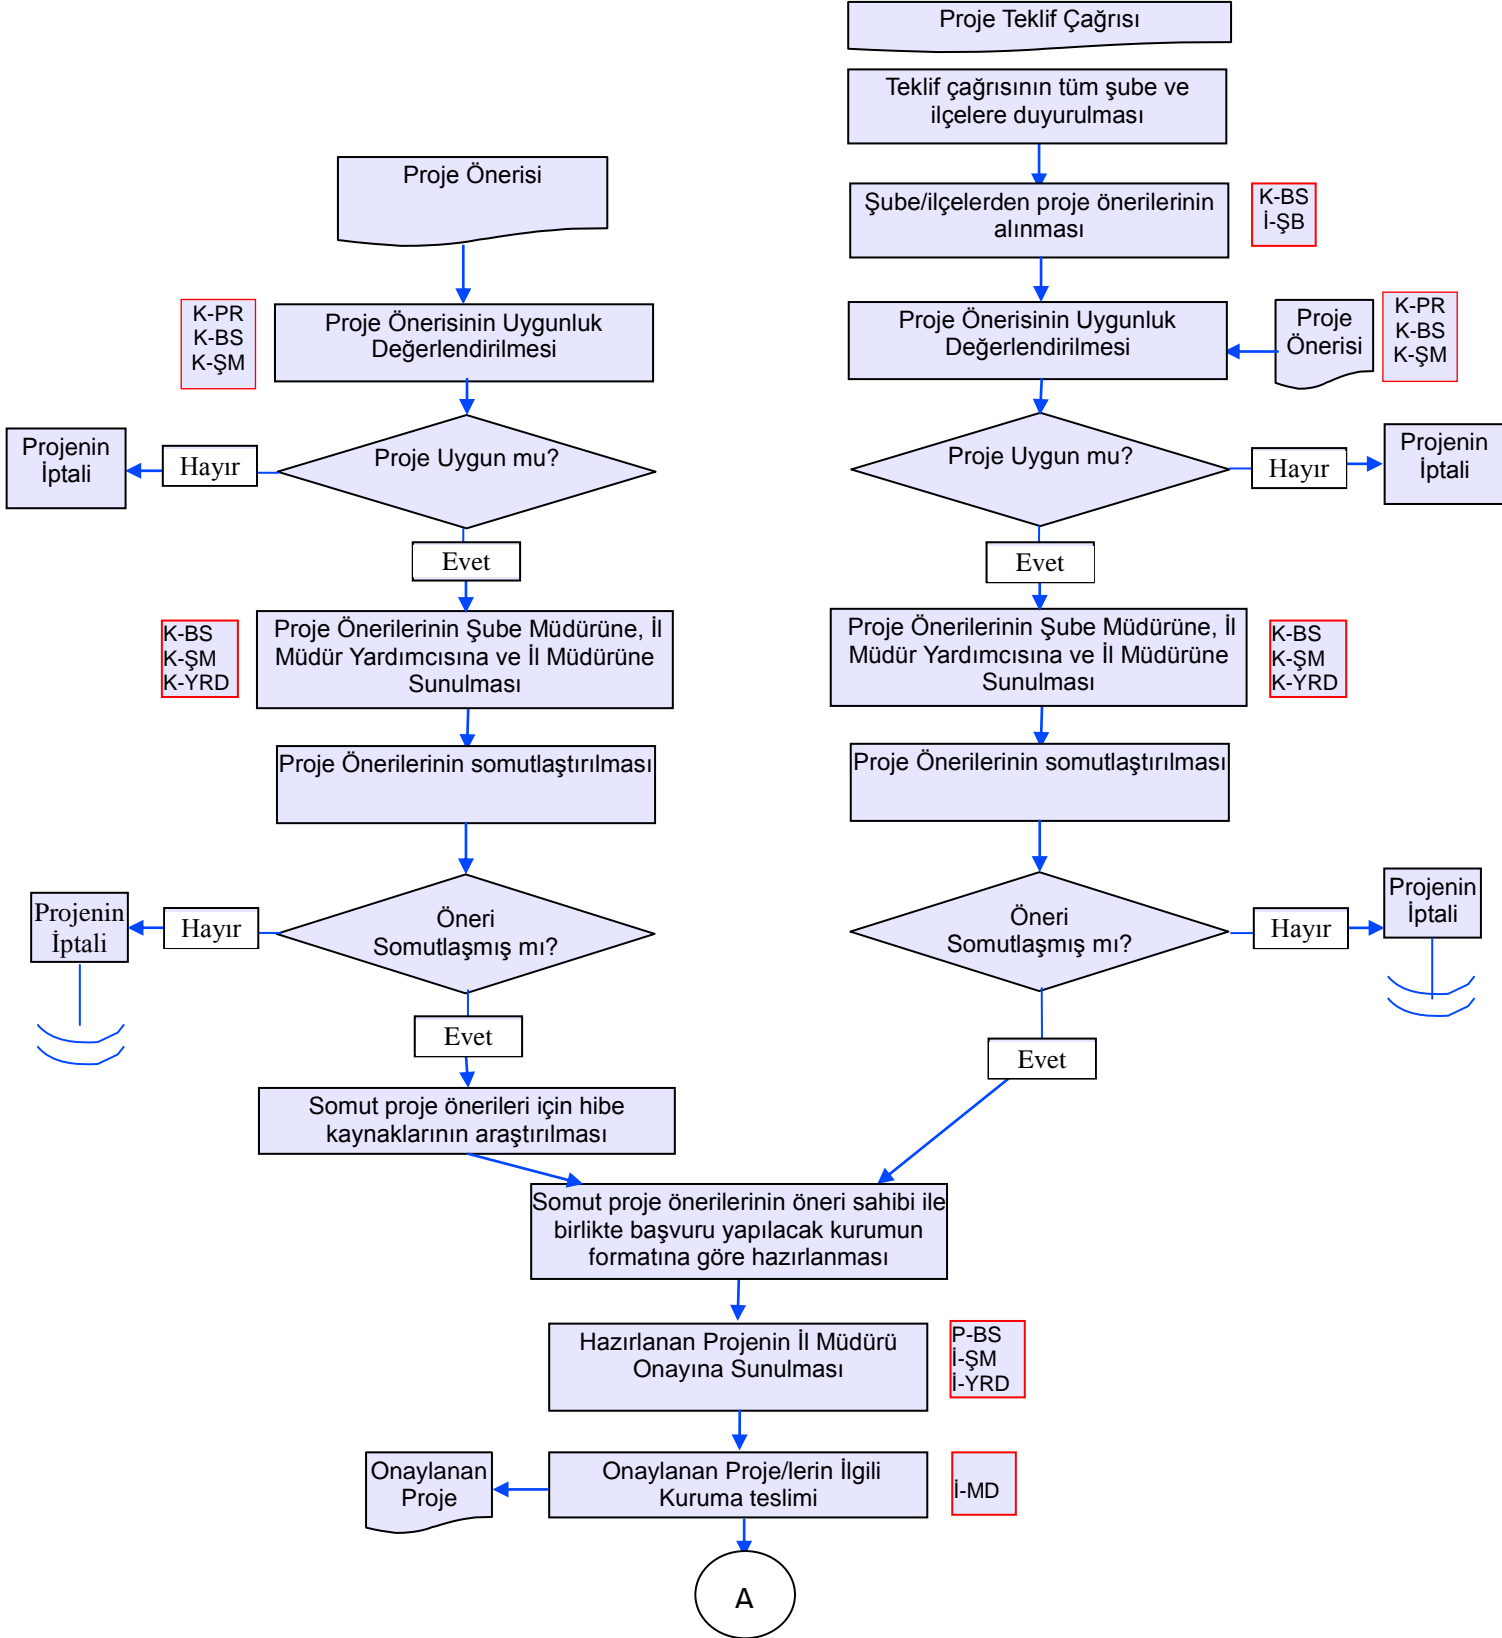 Proje Teklif Çağrısı
Teklif çağrısının tüm şube ve
ilçelere duyurulması
Proje Önerisi
Şube/ilçelerden proje önerilerinin
alınması
K-BS
İ-ŞB
K-PR
K-BS
K-ŞM
Proje Önerisinin Uygunluk
Değerlendirilmesi
Proje Önerisinin Uygunluk
Değerlendirilmesi
Proje
Önerisi
K-PR
K-BS
K-ŞM
Projenin
İptali
Hayır
Proje Uygun mu?
Proje Uygun mu?
Hayır
Projenin
İptali
Evet
Evet
K-BS
K-ŞM
K-YRD
Proje Önerilerinin Şube Müdürüne, İl
Müdür Yardımcısına ve İl Müdürüne
Sunulması
Proje Önerilerinin Şube Müdürüne, İl
Müdür Yardımcısına ve İl Müdürüne
Sunulması
K-BS
K-ŞM
K-YRD
Proje Önerilerinin somutlaştırılması
Proje Önerilerinin somutlaştırılması
Projenin
İptali
Hayır
Öneri
Somutlaşmış mı?
Öneri
Somutlaşmış mı?
Hayır
Projenin
İptali
Evet
Evet
Somut proje önerileri için hibe
kaynaklarının araştırılması
Somut proje önerilerinin öneri sahibi ile
birlikte başvuru yapılacak kurumun
formatına göre hazırlanması
Hazırlanan Projenin İl Müdürü
Onayına Sunulması
P-BS
İ-ŞM
İ-YRD
Onaylanan
Proje
Onaylanan Proje/lerin İlgili
Kuruma teslimi
İ-MD
A